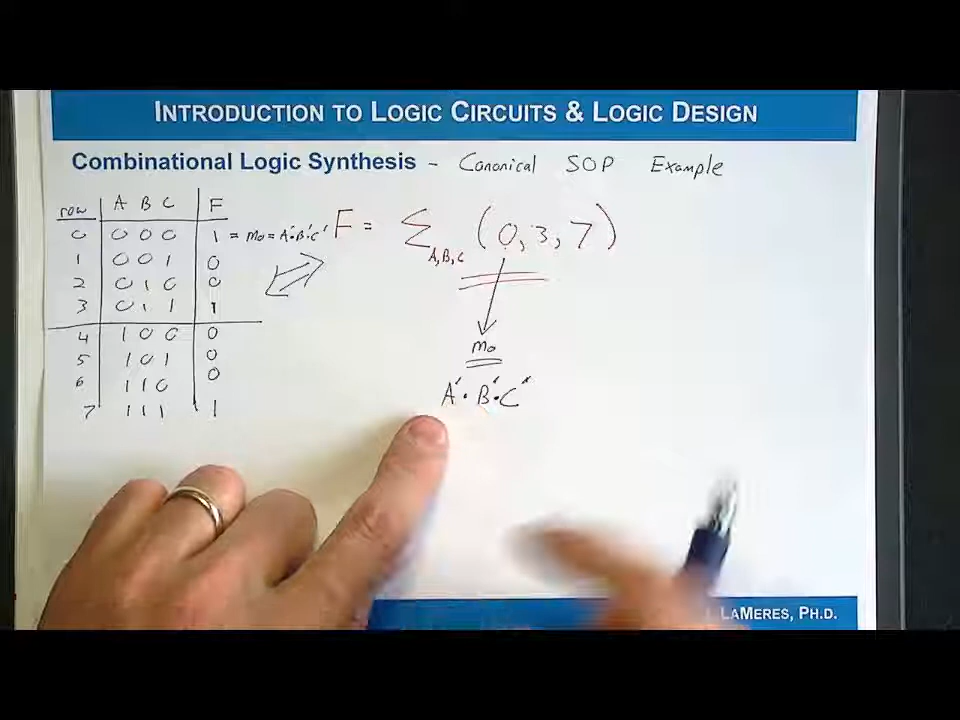 INTRODUCTION TO LOGIC CIRCUITS & LOGIC DESIGN
Combinational Logic Synthesis - Canonical SOP Example
row A B C F
0 0 0 0 1 = m0 = A'·B'·C'
1 0 0 1 0
2 0 1 0 0
3 0 1 1 1
4 1 0 0 0
5 1 0 1 0
6 1 1 0 0
7 1 1 1 1
F = Σ A,B,C (0,3,7)
m0
A'·B'·C'
LAMERES, PH.D.